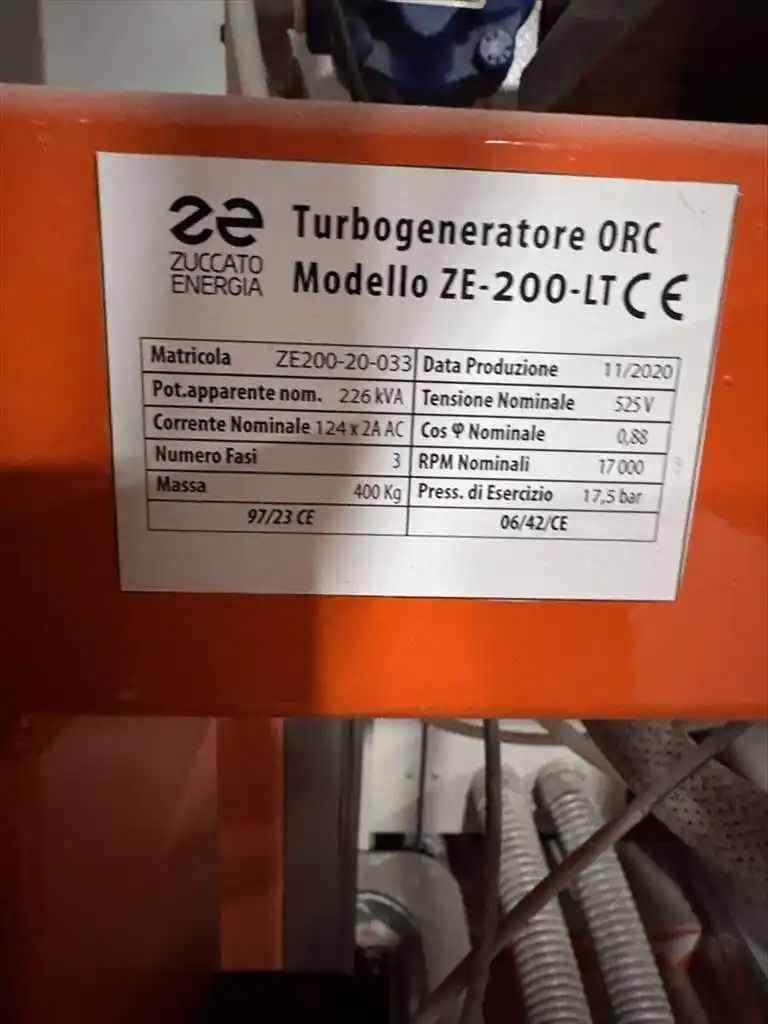 ze
ZUCCATO
ENERGIA
Turbogeneratore ORC
Modello ZE-200-LT CE
Matricola ZE200-20-033 Data Produzione 11/2020
Pot.apparente nom. 226 kVA Tensione Nominale 525 V
Corrente Nominale 124 x 2A AC Cos φ Nominale 0,88
Numero Fasi 3 RPM Nominali 17 000
Massa 400 Kg Press. di Esercizio 17,5 bar
97/23 CE 06/42/CE